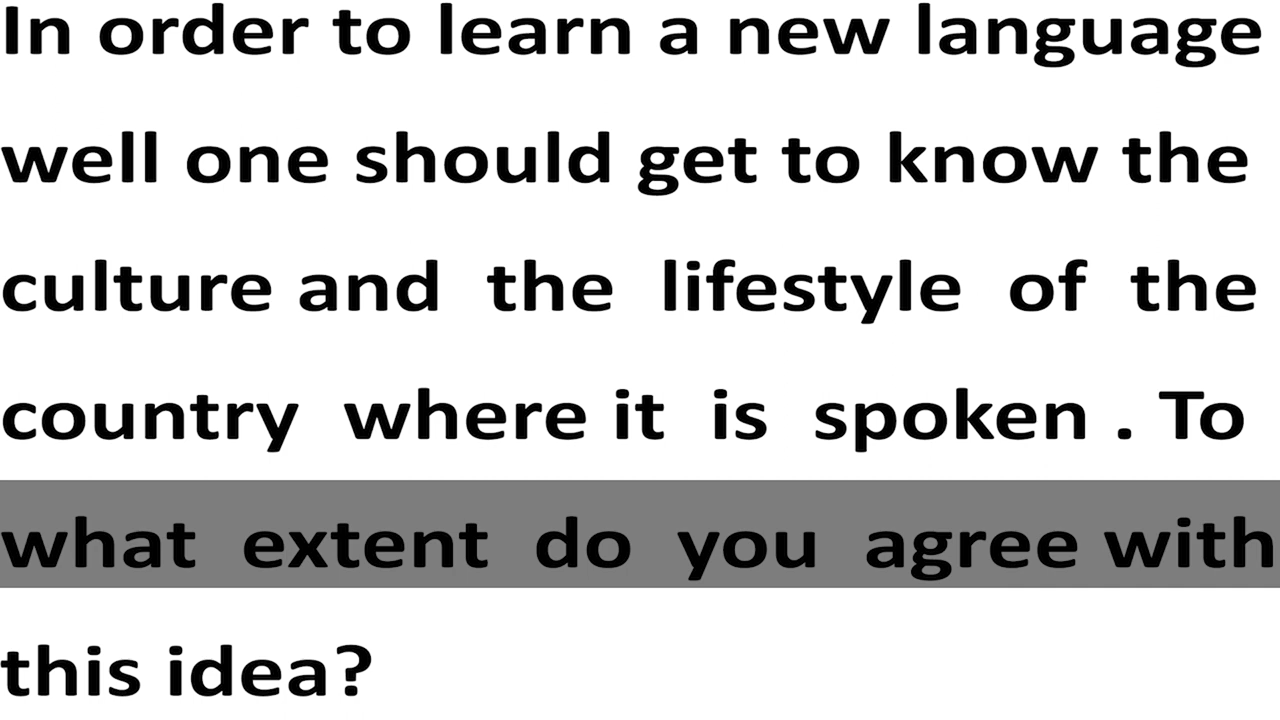 In order to learn a new language
well one should get to know the
culture and the lifestyle of the
country where it is spoken . To
what extent do you agree with
this idea?